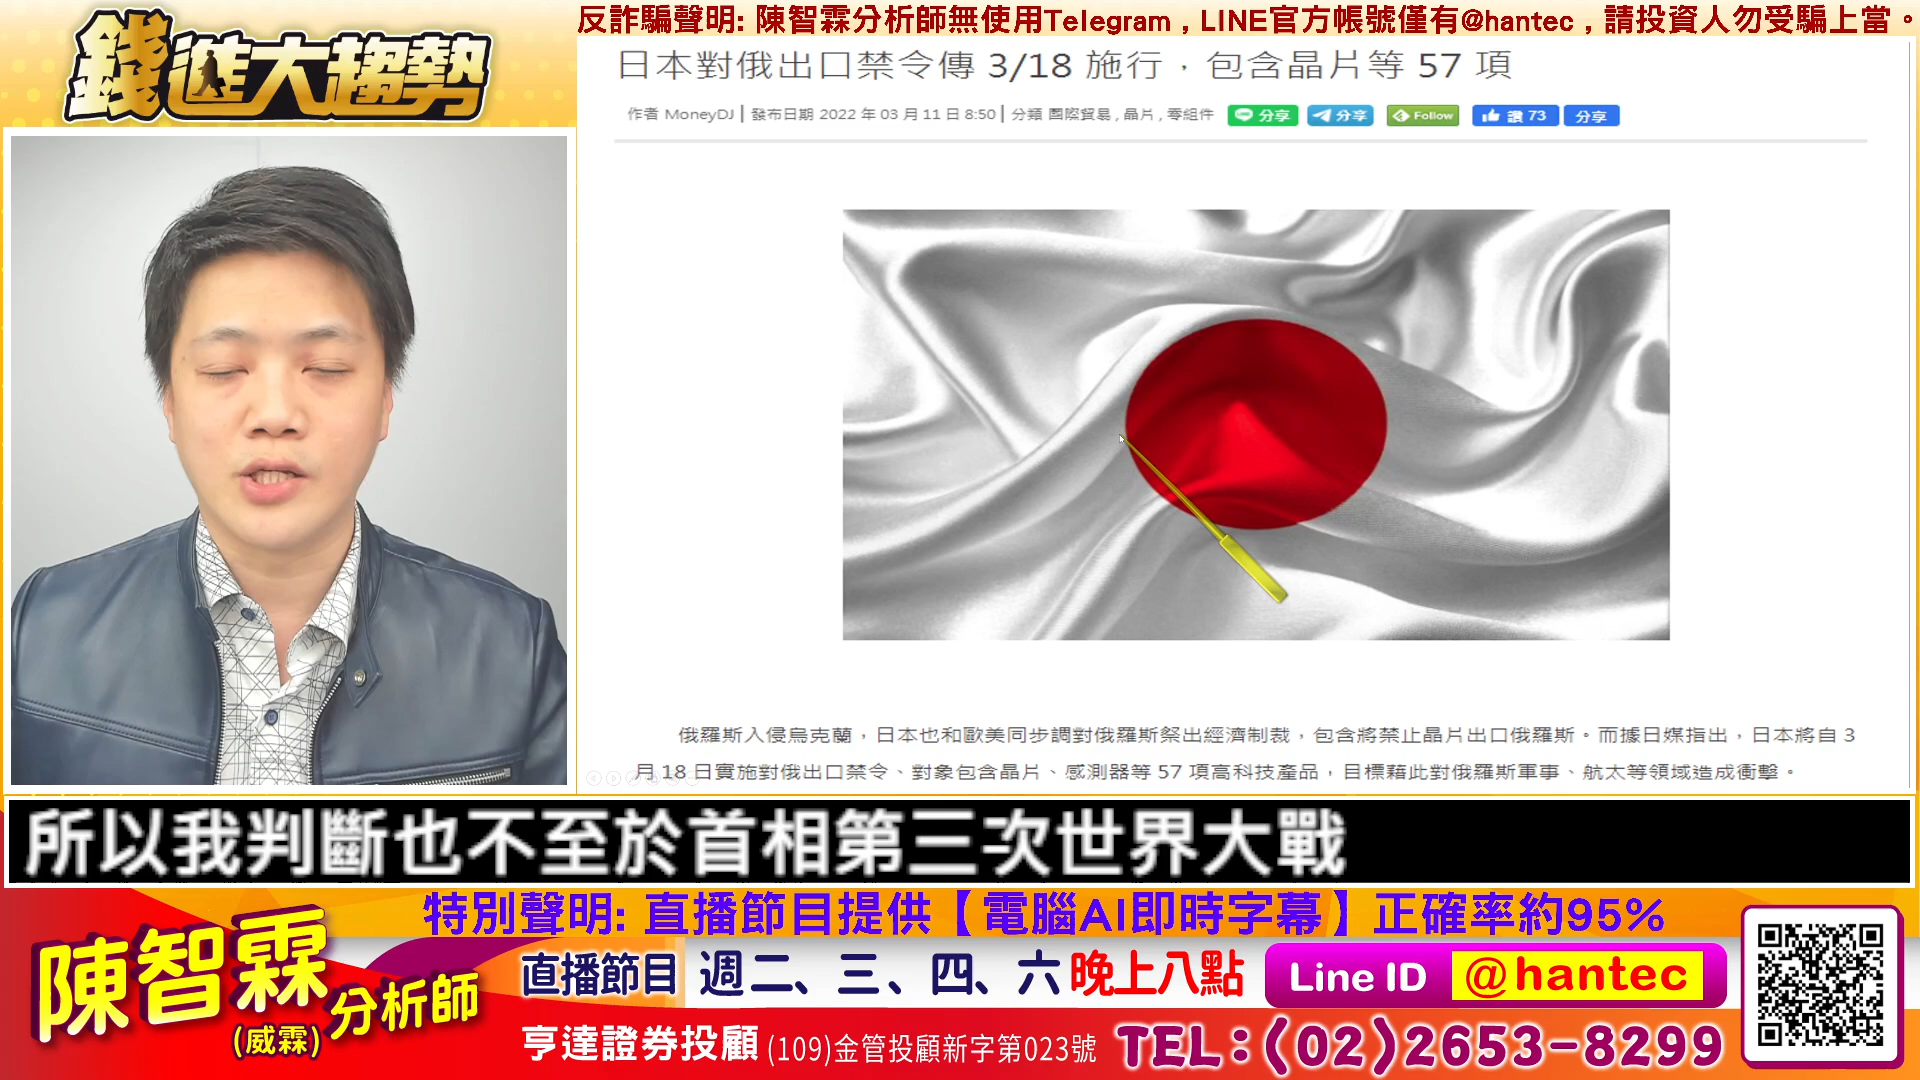 反詐騙聲明: 陳智霖分析師無使用Telegram , LINE官方帳號僅有@hantec , 請投資人勿受騙上當。
錢進大趨勢
日本對俄出口禁令傳 3/18 施行，包含晶片等 57 項
作者 MoneyDJ | 發布日期 2022 年 03 月 11 日 8:50 | 分類 國際貿易 , 晶片 , 零組件 分享 分享 Follow 讚 73 分享
俄羅斯入侵烏克蘭，日本也和歐美同步調對俄羅斯祭出經濟制裁，包含將禁止晶片出口俄羅斯。而據日媒指出，日本將自 3
月 18 日實施對俄出口禁令、對象包含晶片、感測器等 57 項高科技產品，目標藉此對俄羅斯軍事、航太等領域造成衝擊。
所以我判斷也不至於首相第三次世界大戰
特別聲明: 直播節目提供【電腦AI即時字幕】正確率約95%
陳智霖分析師
(威霖)
直播節目 週二、三、四、六 晚上八點 Line ID @hantec
亨達證券投顧 (109)金管投顧新字第023號 TEL:(02)2653-8299